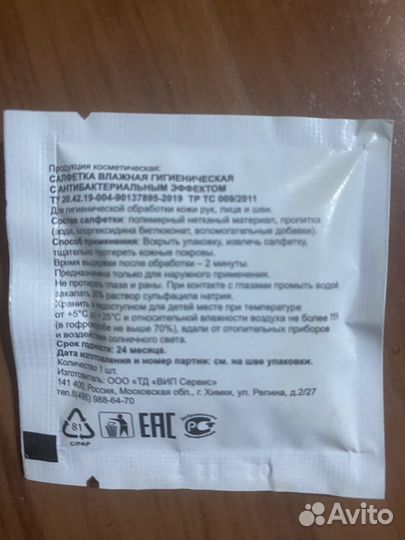 Продукция косметическая:
САЛФЕТКА ВЛАЖНАЯ ГИГИЕНИЧЕСКАЯ
С АНТИБАКТЕРИАЛЬНЫМ ЭФФЕКТОМ
ТУ 20.42.19-004-90137895-2019 ТР ТС 009/2011
Для гигиенической обработки кожи рук, лица и шеи.
Состав салфетки: полимерный нетканый материал, пропитка
(вода, хлоргексидина биглюконат, вспомогательные добавки).
Способ применения: Вскрыть упаковку, извлечь салфетку,
тщательно протереть кожные покровы.
Время выдержки после обработки – 2 минуты.
Предназначена только для наружного применения.
Не протирать глаза и раны. При контакте с глазами промыть водой,
закапать 30% раствор сульфацила натрия.
Хранить в недоступном для детей месте при температуре
от +5°С до +25°С и относительной влажности воздуха не более
(в гофрокоробе не выше 70%), вдали от отопительных приборов
и воздействия солнечного света.
Срок годности: 24 месяца.
Дата изготовления и номер партии: см. на шве упаковки.
Количество 1 шт.
Изготовитель: ООО «ТД «ВИП Сервис»
141 400, Россия, Московская обл., г. Химки, ул. Репина, д.2/27
тел.8(495) 988-64-70
81
C/PAP
EAC
Avito